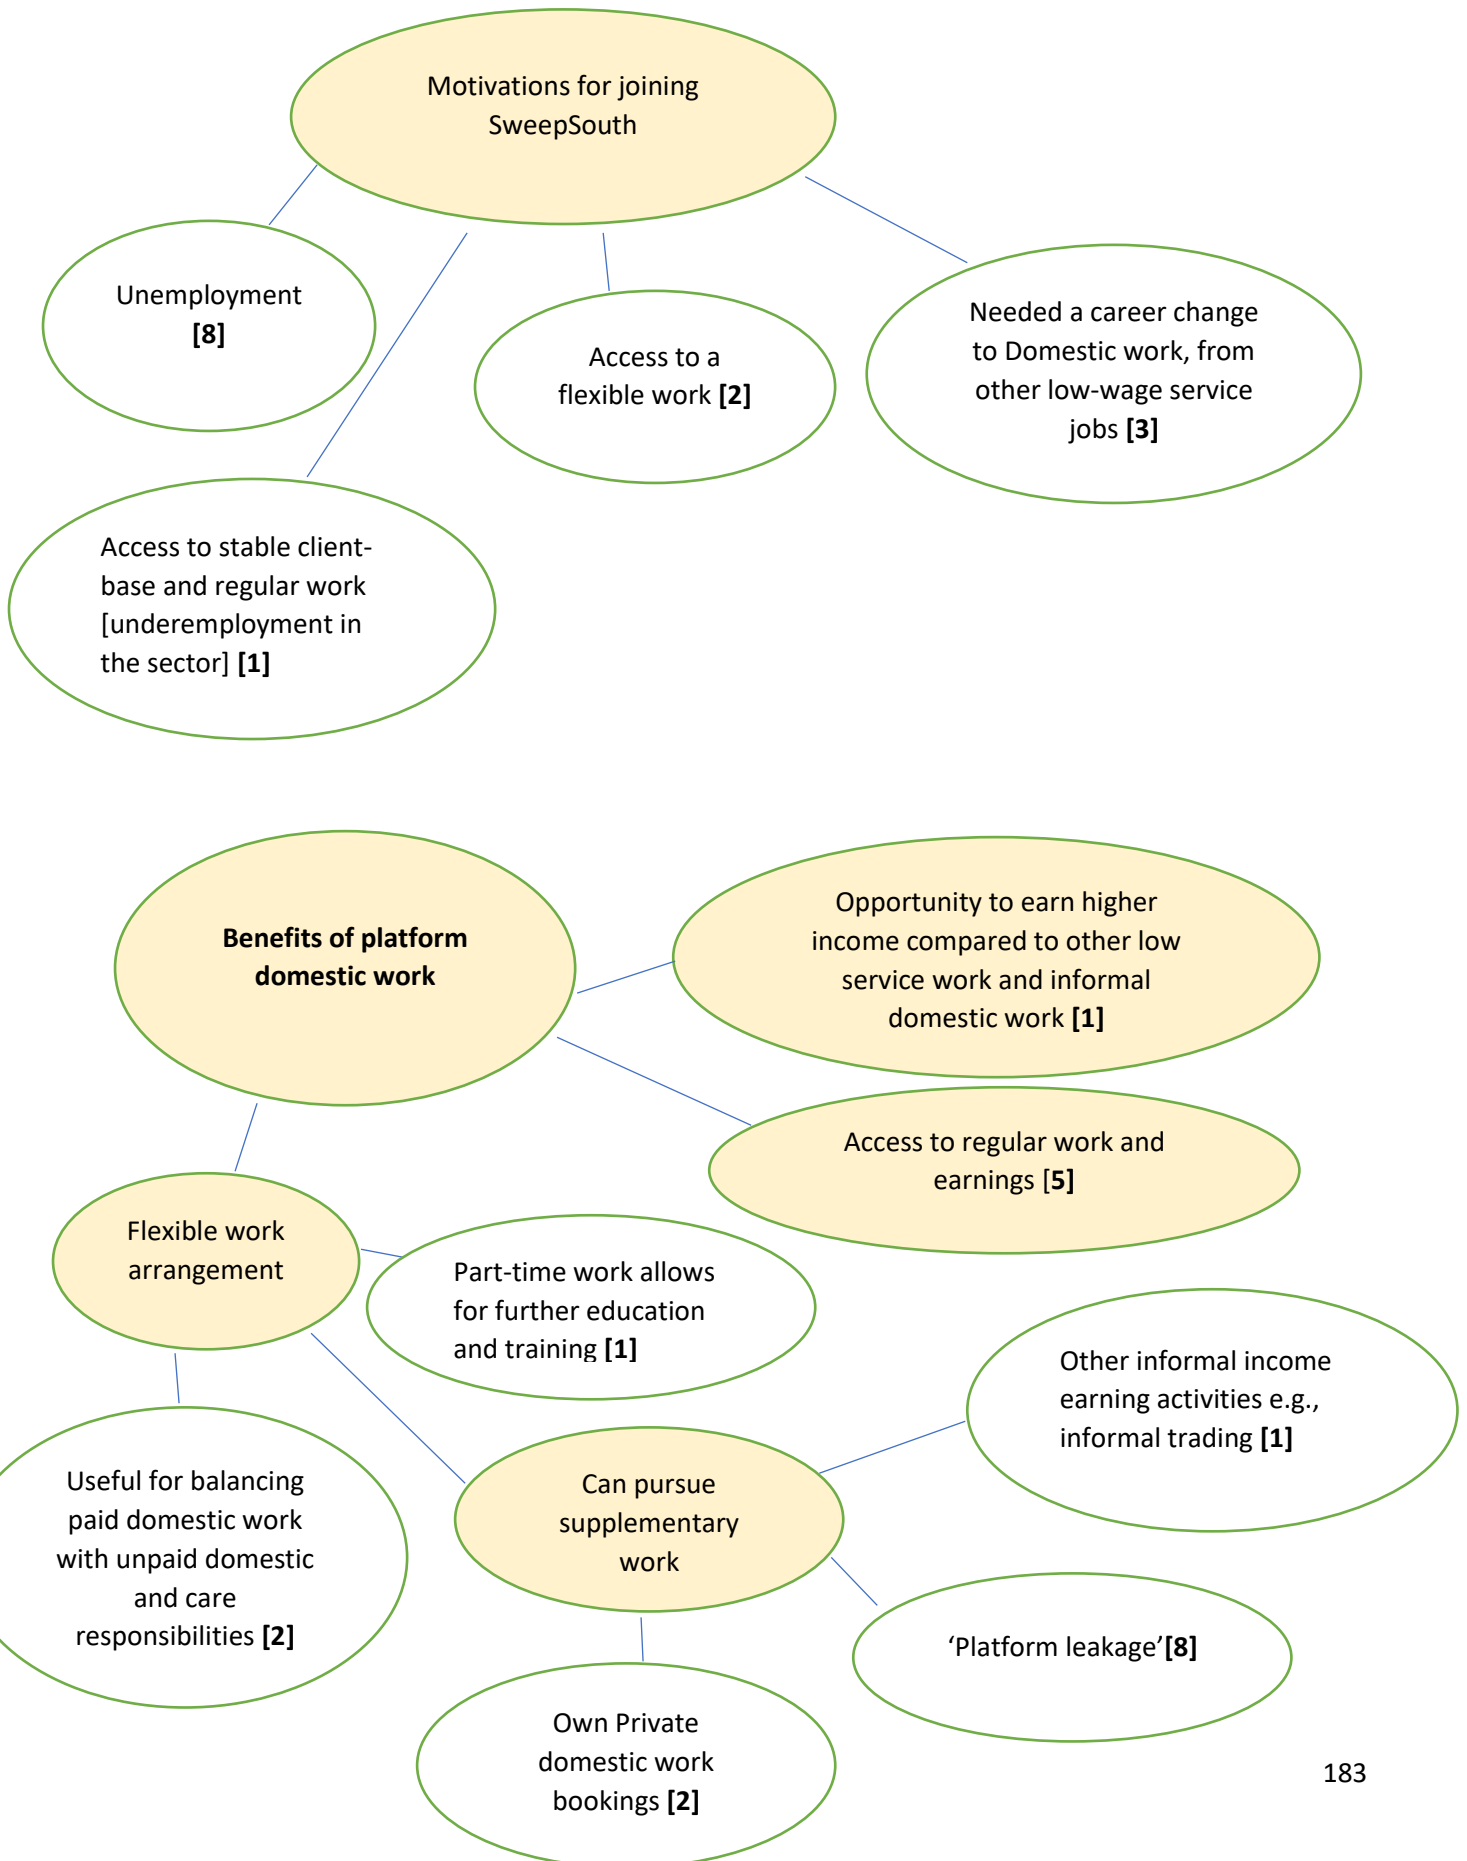 Motivations for joining
SweepSouth
Unemployment
[8]
Access to a
flexible work [2]
Needed a career change
to Domestic work, from
other low-wage service
jobs [3]
Access to stable client-
base and regular work
[underemployment in
the sector] [1]
Benefits of platform
domestic work
Opportunity to earn higher
income compared to other low
service work and informal
domestic work [1]
Access to regular work and
earnings [5]
Flexible work
arrangement
Part-time work allows
for further education
and training [1]
Other informal income
earning activities e.g.,
informal trading [1]
Useful for balancing
paid domestic work
with unpaid domestic
and care
responsibilities [2]
Can pursue
supplementary
work
‘Platform leakage’[8]
Own Private
domestic work
bookings [2]
183